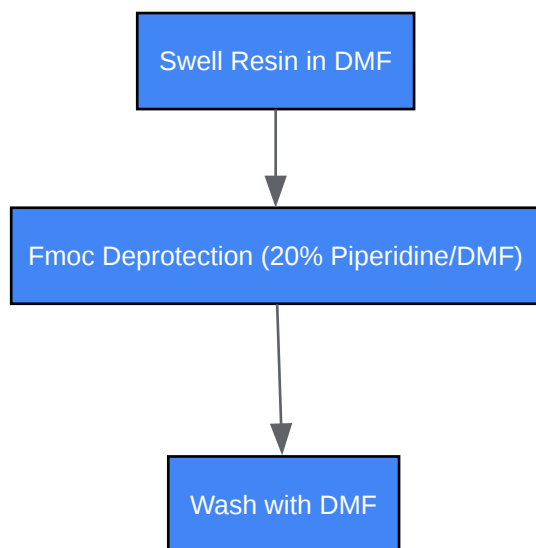 Swell Resin in DMF
Fmoc Deprotection (20% Piperidine/DMF)
Wash with DMF